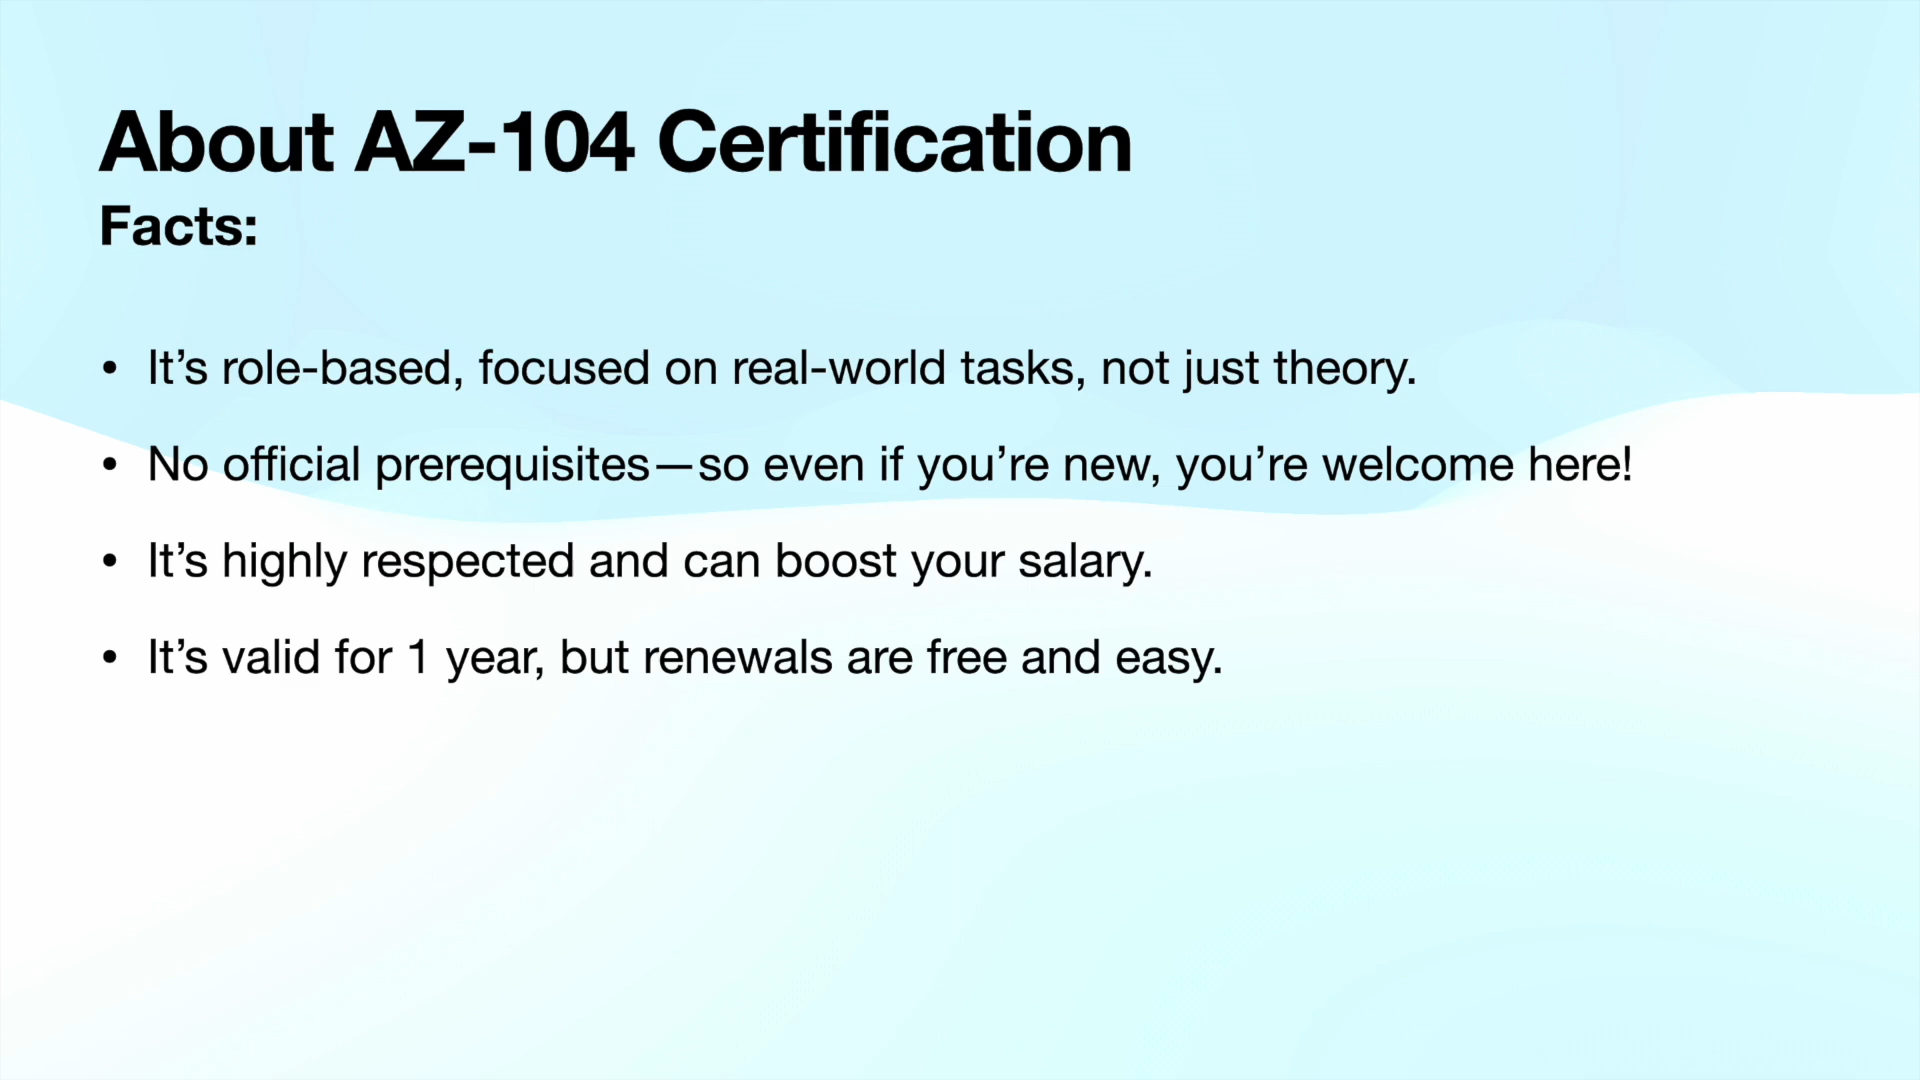 About AZ-104 Certification
Facts:
• It’s role-based, focused on real-world tasks, not just theory.
• No official prerequisites—so even if you’re new, you’re welcome here!
• It’s highly respected and can boost your salary.
• It’s valid for 1 year, but renewals are free and easy.